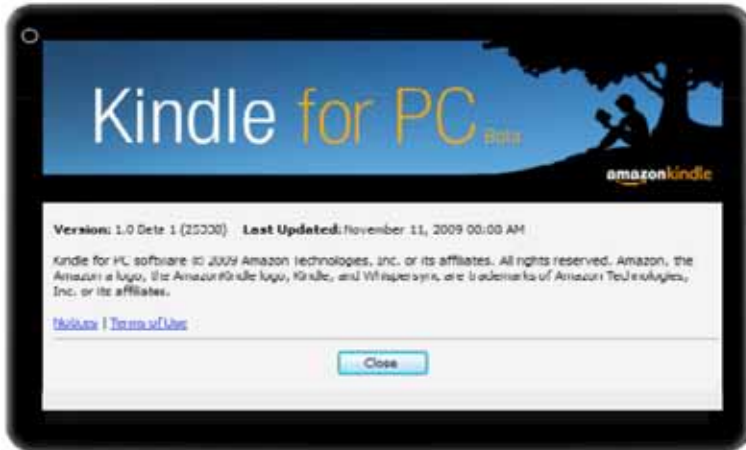 Kindle for PC Beta
amazonkindle
Version: 1.0 Beta 1 (25330) Last Updated: November 11, 2009 00:00 AM
Kindle for PC software © 2009 Amazon Technologies, Inc. or its affiliates. All rights reserved. Amazon, the
Amazon a logo, the AmazonKindle logo, Kindle, and Whispersync are trademarks of Amazon Technologies,
Inc. or its affiliates.
Notices | Terms of Use
Close